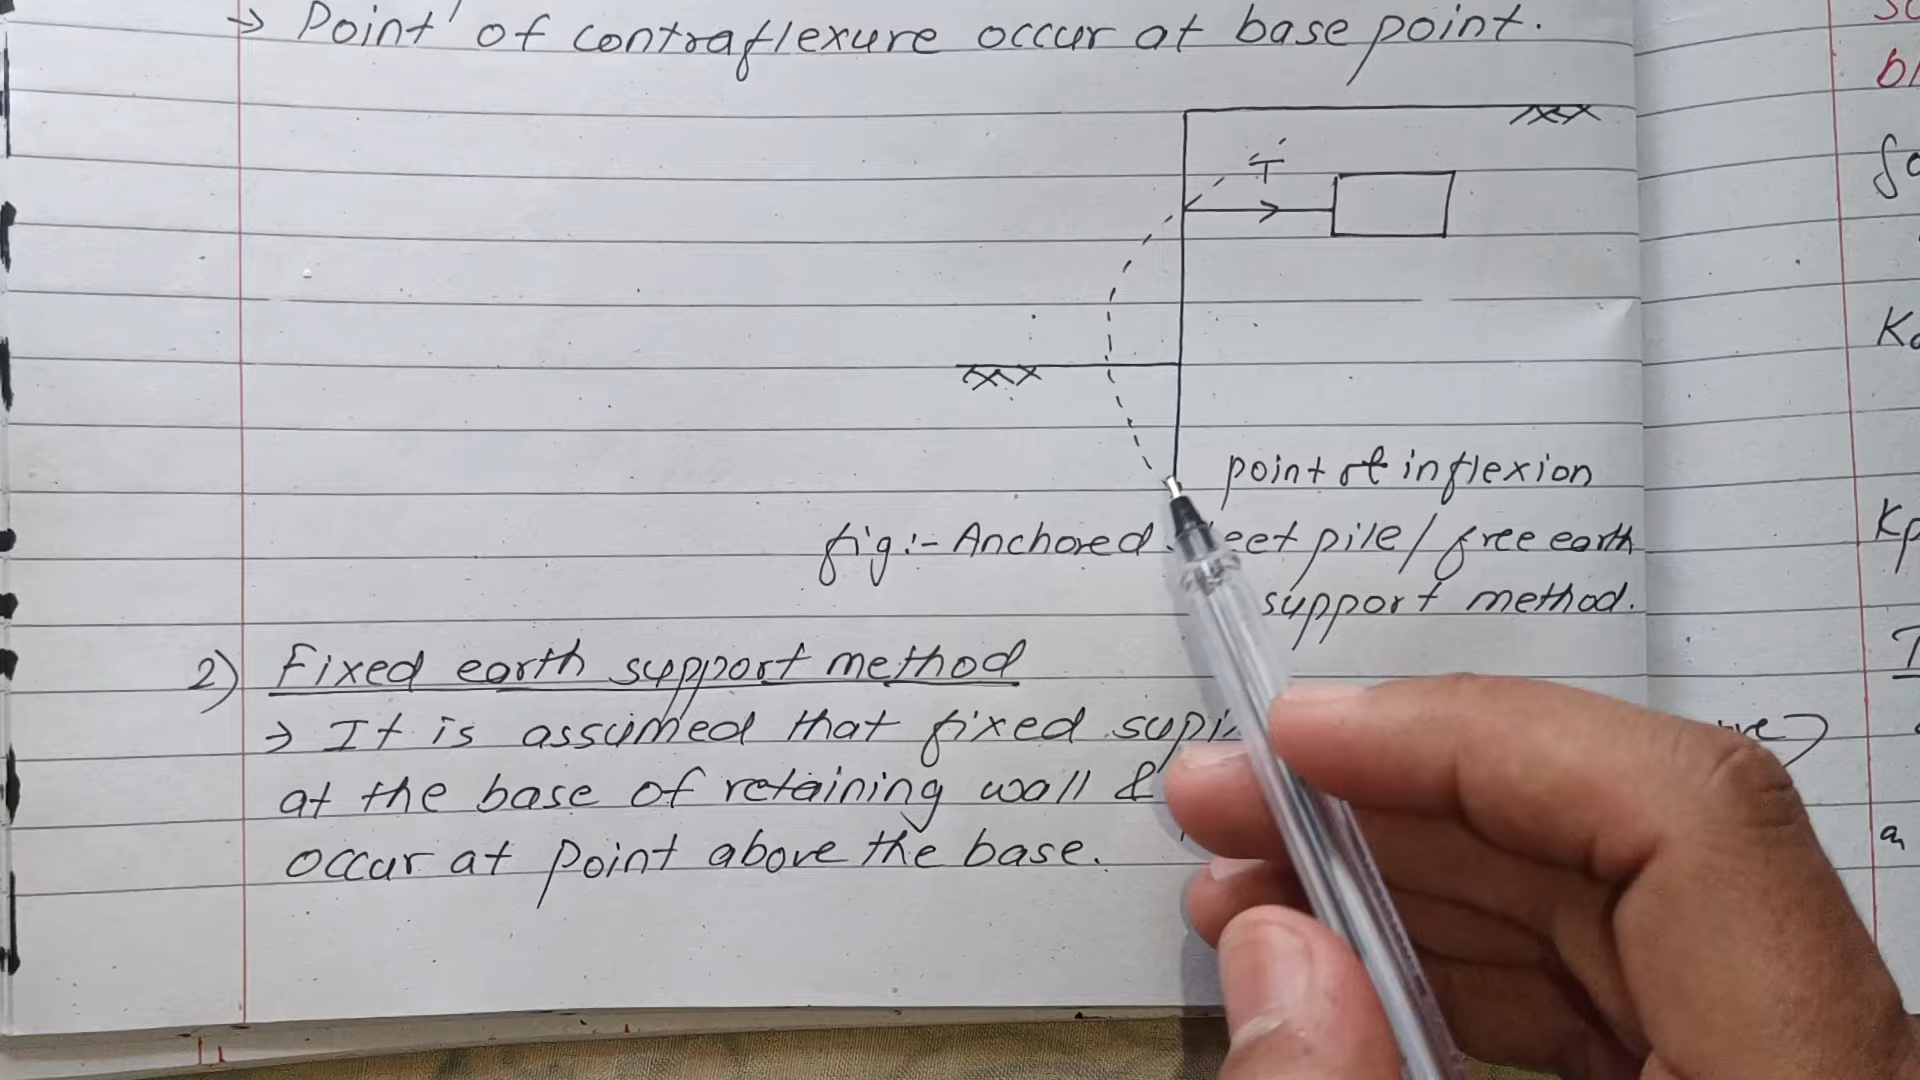 → Point of contraflexure occur at base point.
T
point of inflexion
fig:- Anchored eet pile / free earth
support method.
2) Fixed earth support method
→ It is assumed that fixed
at the base of retaining wall &
occur at point above the base.
Kp